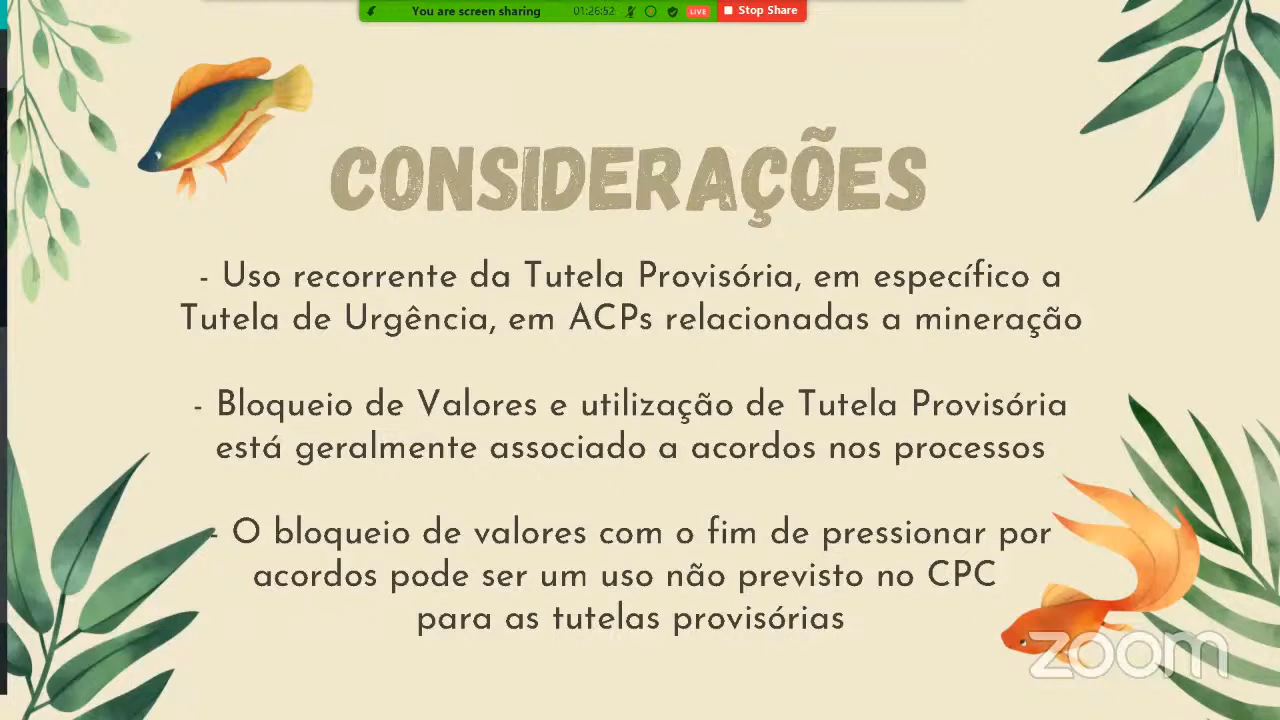 You are screen sharing 01:26:52 LIVE Stop Share
CONSIDERAÇÕES
- Uso recorrente da Tutela Provisória, em específico a
Tutela de Urgência, em ACPs relacionadas a mineração
- Bloqueio de Valores e utilização de Tutela Provisória
está geralmente associado a acordos nos processos
- O bloqueio de valores com o fim de pressionar por
acordos pode ser um uso não previsto no CPC
para as tutelas provisórias
zoom